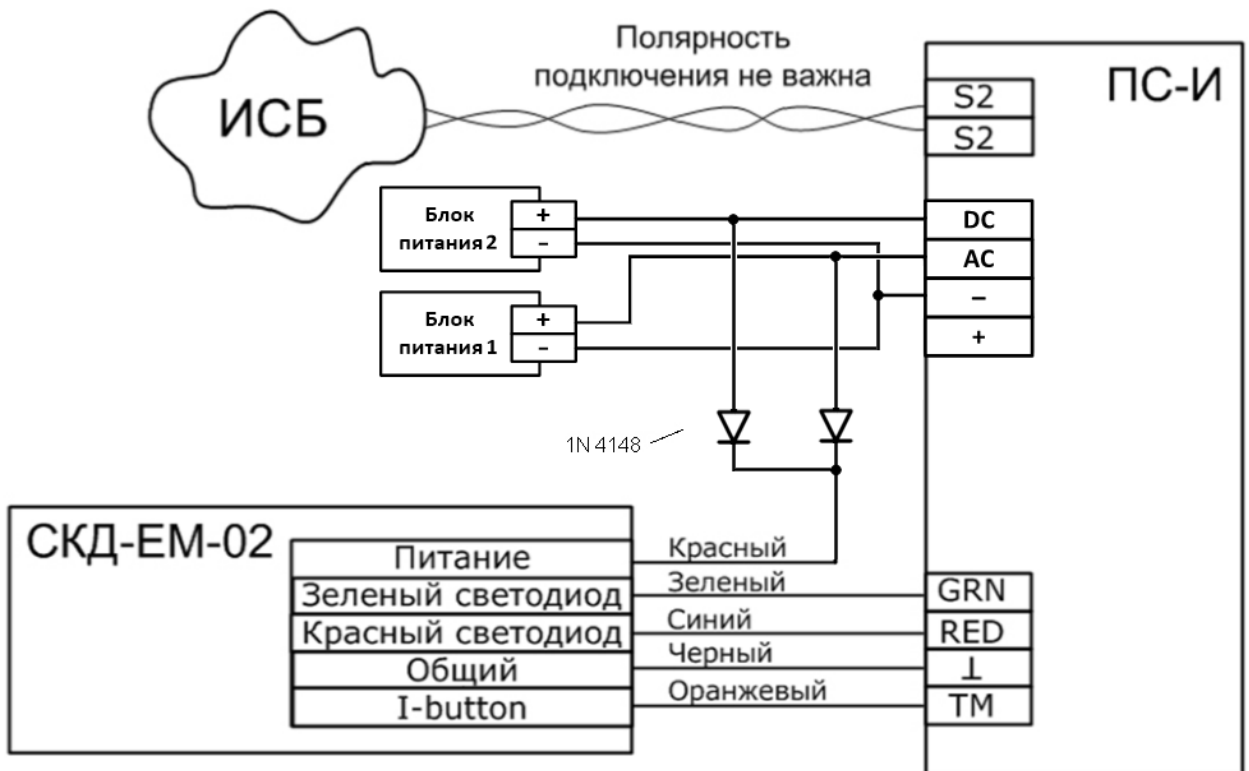 Полярность
подключения не важна
ПС-И
ИСБ
S2
S2
Блок
питания 2
+
–
DC
AC
–
+
Блок
питания 1
+
–
1N 4148
СКД-ЕМ-02
Питание
Красный
Зеленый светодиод
Зеленый
GRN
Красный светодиод
Синий
RED
Общий
Черный
⊥
I-button
Оранжевый
TM